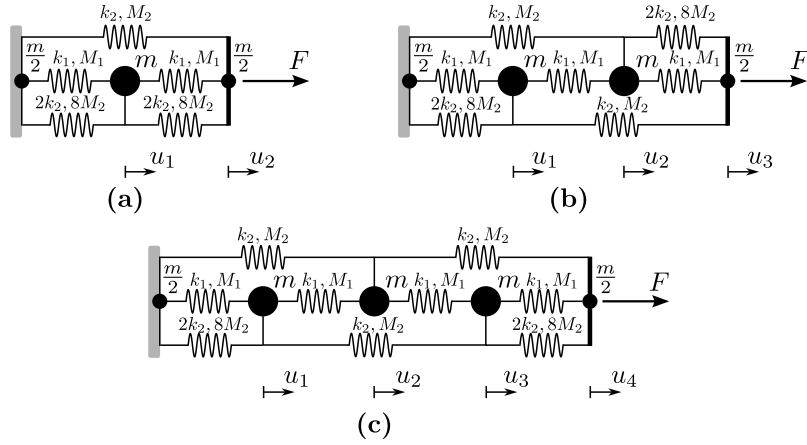 k₂, M₂
m/2 k₁, M₁ m k₁, M₁ m/2 F
2k₂, 8M₂ 2k₂, 8M₂
u₁ u₂
(a)
k₂, M₂ 2k₂, 8M₂
m/2 k₁, M₁ m k₁, M₁ m k₁, M₁ m/2 F
2k₂, 8M₂ k₂, M₂
u₁ u₂ u₃
(b)
k₂, M₂ k₂, M₂
m/2 k₁, M₁ m k₁, M₁ m k₁, M₁ m k₁, M₁ m/2 F
2k₂, 8M₂ k₂, M₂ 2k₂, 8M₂
u₁ u₂ u₃ u₄
(c)